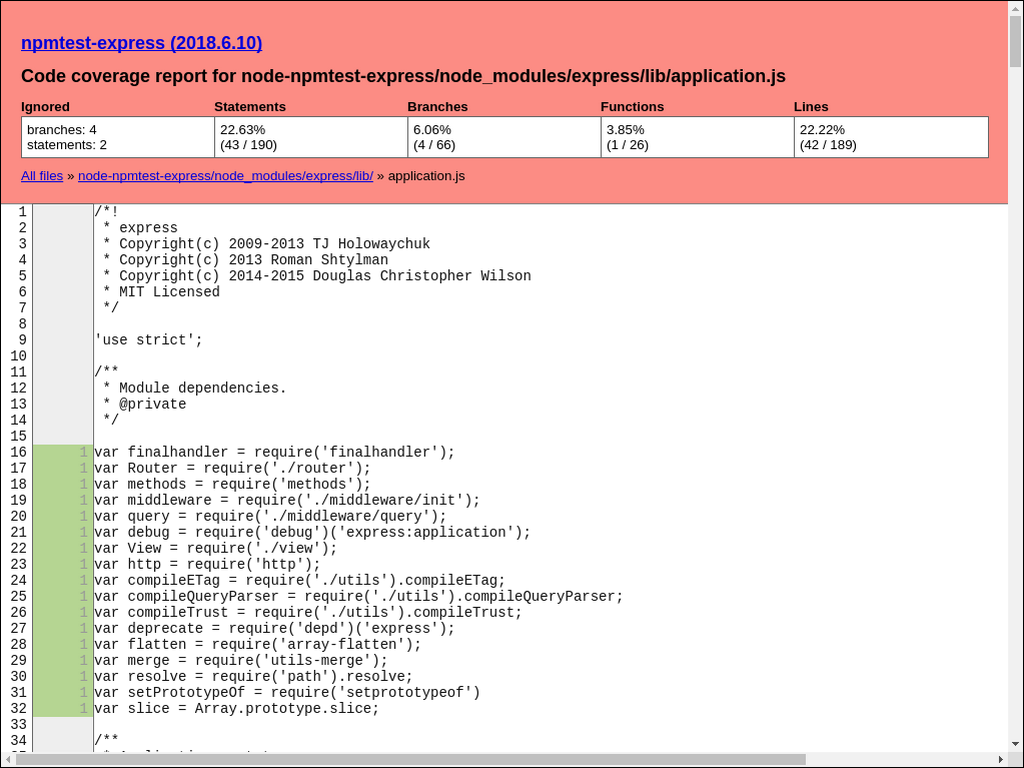 npmtest-express (2018.6.10)
Code coverage report for node-npmtest-express/node_modules/express/lib/application.js
Ignored Statements Branches Functions Lines
branches: 4 22.63% 6.06% 3.85% 22.22%
statements: 2 (43 / 190) (4 / 66) (1 / 26) (42 / 189)
All files » node-npmtest-express/node_modules/express/lib/ » application.js
1 /*!
2  * express
3  * Copyright(c) 2009-2013 TJ Holowaychuk
4  * Copyright(c) 2013 Roman Shtylman
5  * Copyright(c) 2014-2015 Douglas Christopher Wilson
6  * MIT Licensed
7  */
8
9 'use strict';
10
11 /**
12  * Module dependencies.
13  * @private
14  */
15
16 1 var finalhandler = require('finalhandler');
17 1 var Router = require('./router');
18 1 var methods = require('methods');
19 1 var middleware = require('./middleware/init');
20 1 var query = require('./middleware/query');
21 1 var debug = require('debug')('express:application');
22 1 var View = require('./view');
23 1 var http = require('http');
24 1 var compileETag = require('./utils').compileETag;
25 1 var compileQueryParser = require('./utils').compileQueryParser;
26 1 var compileTrust = require('./utils').compileTrust;
27 1 var deprecate = require('depd')('express');
28 1 var flatten = require('array-flatten');
29 1 var merge = require('utils-merge');
30 1 var resolve = require('path').resolve;
31 1 var setPrototypeOf = require('setprototypeof')
32 1 var slice = Array.prototype.slice;
33
34 /**